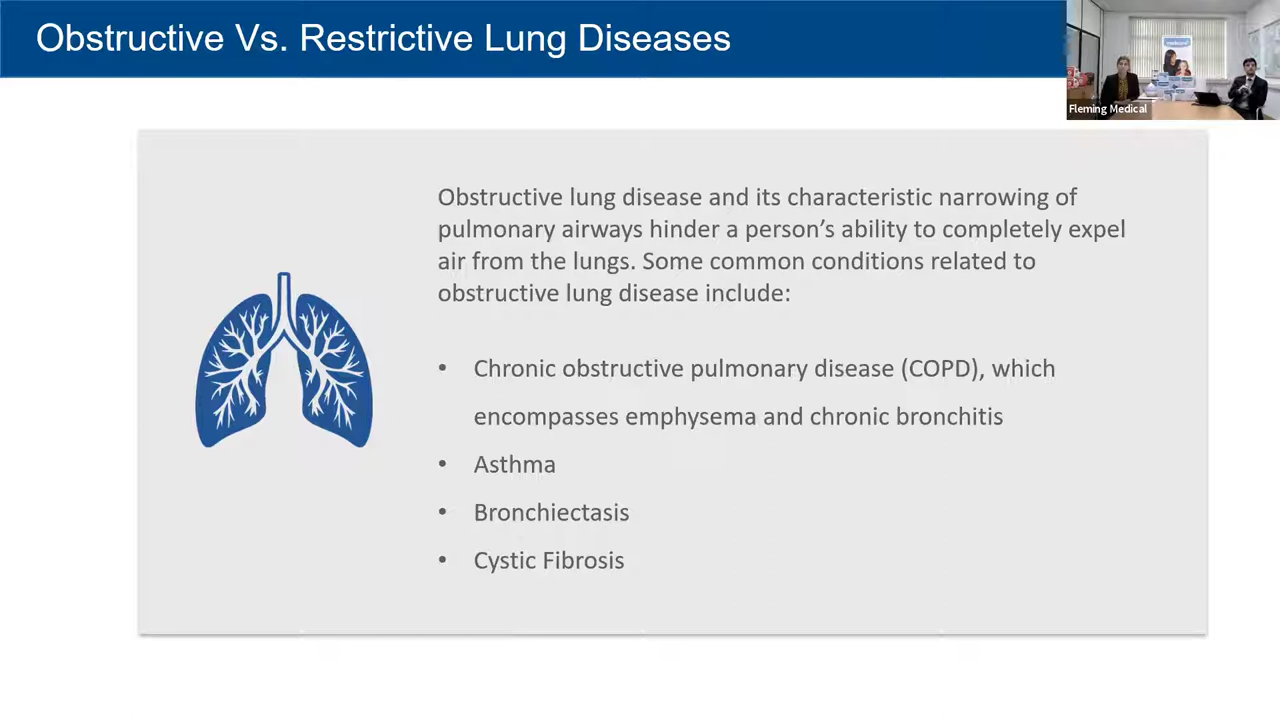 Obstructive Vs. Restrictive Lung Diseases
Fleming Medical
Obstructive lung disease and its characteristic narrowing of
pulmonary airways hinder a person’s ability to completely expel
air from the lungs. Some common conditions related to
obstructive lung disease include:
• Chronic obstructive pulmonary disease (COPD), which
encompasses emphysema and chronic bronchitis
• Asthma
• Bronchiectasis
• Cystic Fibrosis